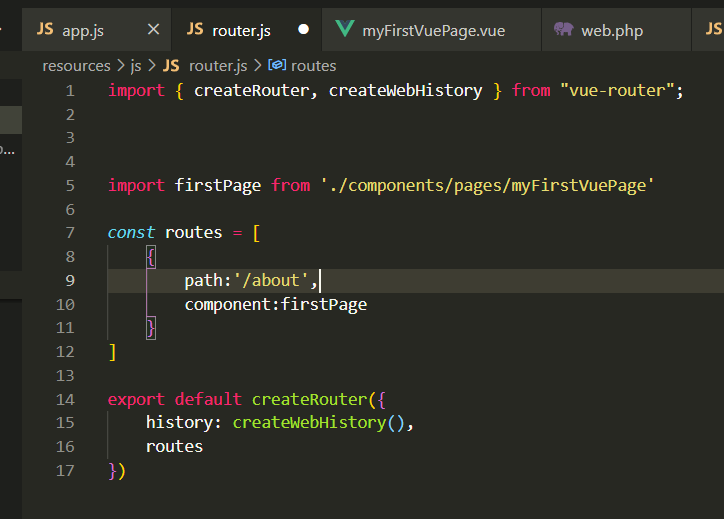 JS app.js × JS router.js ● myFirstVuePage.vue web.php JS
resources > js > JS router.js > routes
1 import { createRouter, createWebHistory } from "vue-router";
2
3
4
5 import firstPage from './components/pages/myFirstVuePage'
6
7 const routes = [
8 {
9 path:'/about',
10 component:firstPage
11 }
12 ]
13
14 export default createRouter({
15 history: createWebHistory(),
16 routes
17 })